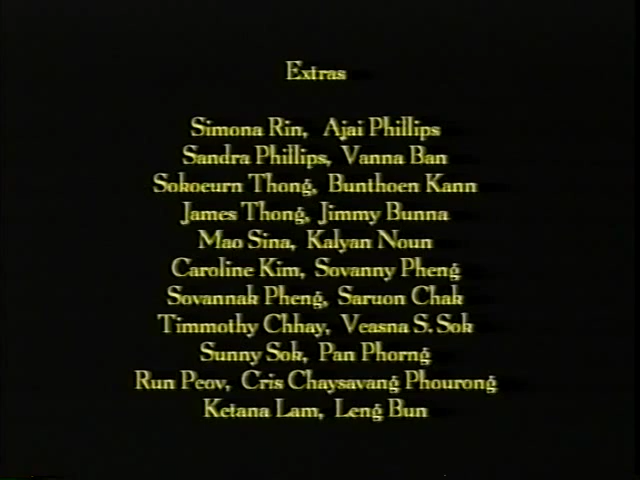 Extras
Simona Rin, Ajai Phillips
Sandra Phillips, Vanna Ban
Sokoeurn Thong, Bunthoen Kann
James Thong, Jimmy Bunna
Mao Sina, Kalyan Noun
Caroline Kim, Sovanny Pheng
Sovannak Pheng, Saruon Chak
Timmothy Chhay, Veasna S. Sok
Sunny Sok, Pan Phorng
Run Peov, Cris Chaysavang Phourong
Ketana Lam, Leng Bun